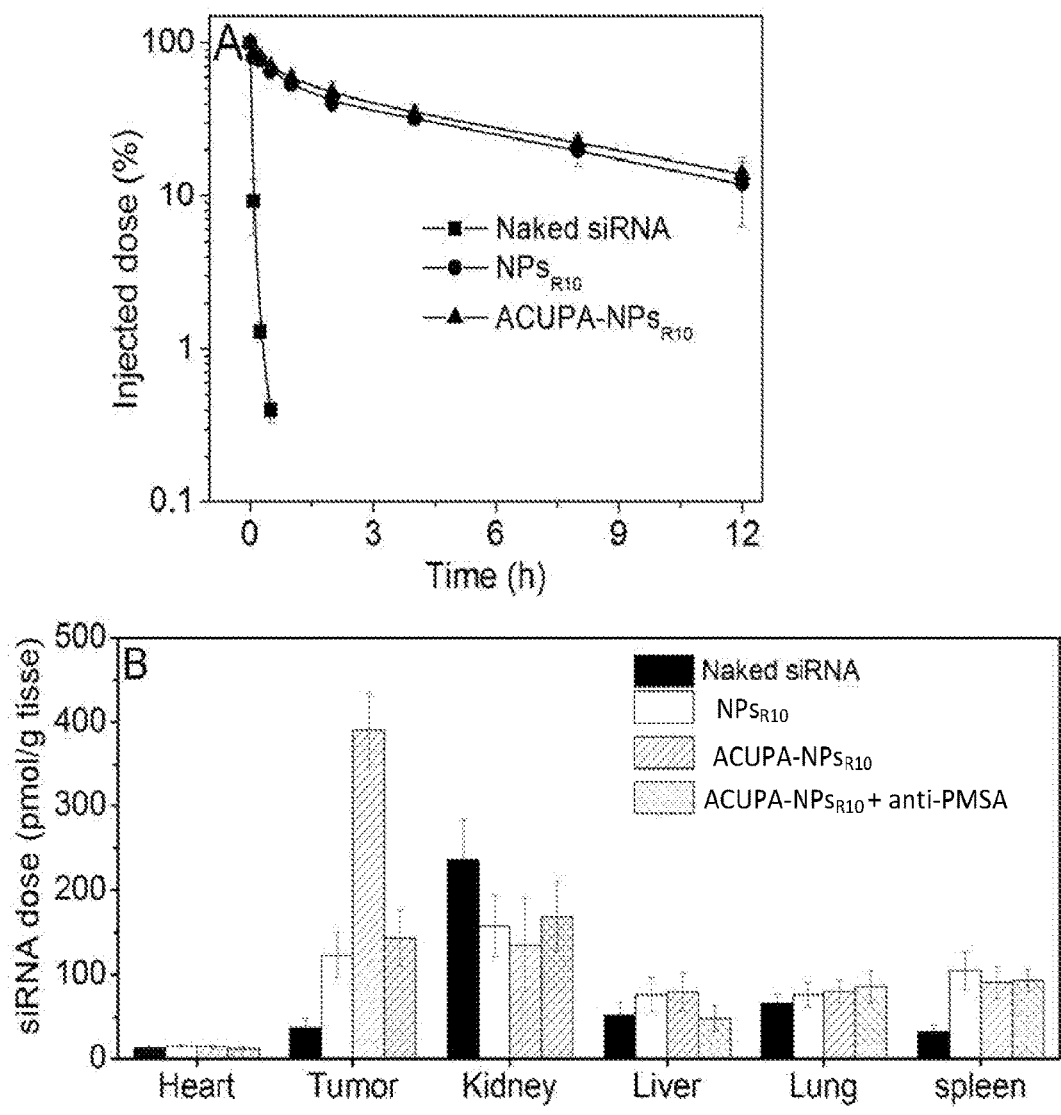 A
100
10
1
0.1
Injected dose (%)
Naked siRNA
NPsR10
ACUPA-NPsR10
0 3 6 9 12
Time (h)
B
500
400
300
200
100
0
siRNA dose (pmol/g tisse)
Naked siRNA
NPsR10
ACUPA-NPsR10
ACUPA-NPsR10 + anti-PMSA
Heart Tumor Kidney Liver Lung spleen